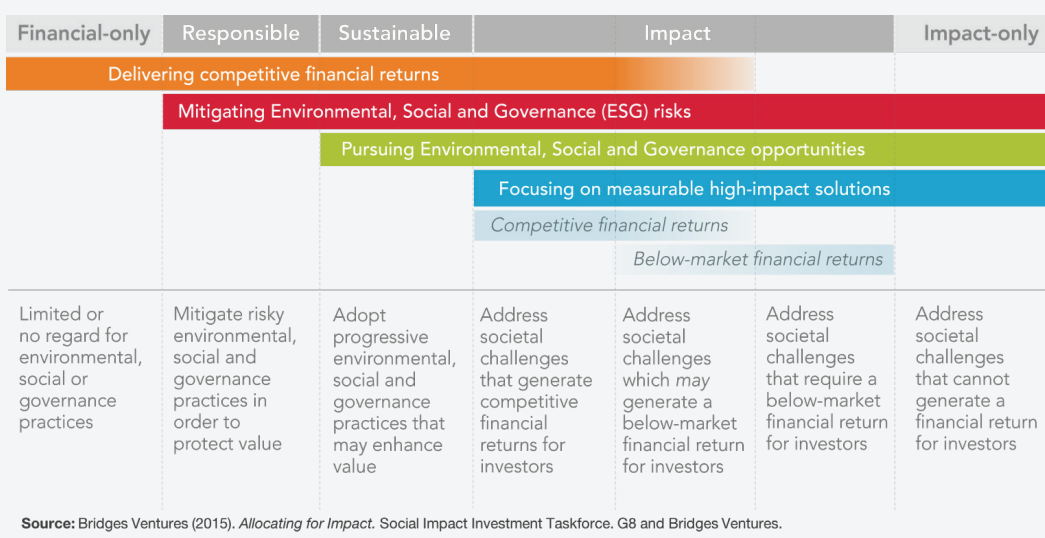 Financial-only
Responsible
Sustainable
Impact
Impact-only
Delivering competitive financial returns
Mitigating Environmental, Social and Governance (ESG) risks
Pursuing Environmental, Social and Governance opportunities
Focusing on measurable high-impact solutions
Competitive financial returns
Below-market financial returns
Limited or
no regard for
environmental,
social or
governance
practices
Mitigate risky
environmental,
social and
governance
practices in
order to
protect value
Adopt
progressive
environmental,
social and
governance
practices that
may enhance
value
Address
societal
challenges
that generate
competitive
financial
returns for
investors
Address
societal
challenges
which may
generate a
below-market
financial return
for investors
Address
societal
challenges
that require a
below-market
financial return
for investors
Address
societal
challenges
that cannot
generate a
financial return
for investors
Source: Bridges Ventures (2015). Allocating for Impact. Social Impact Investment Taskforce. G8 and Bridges Ventures.